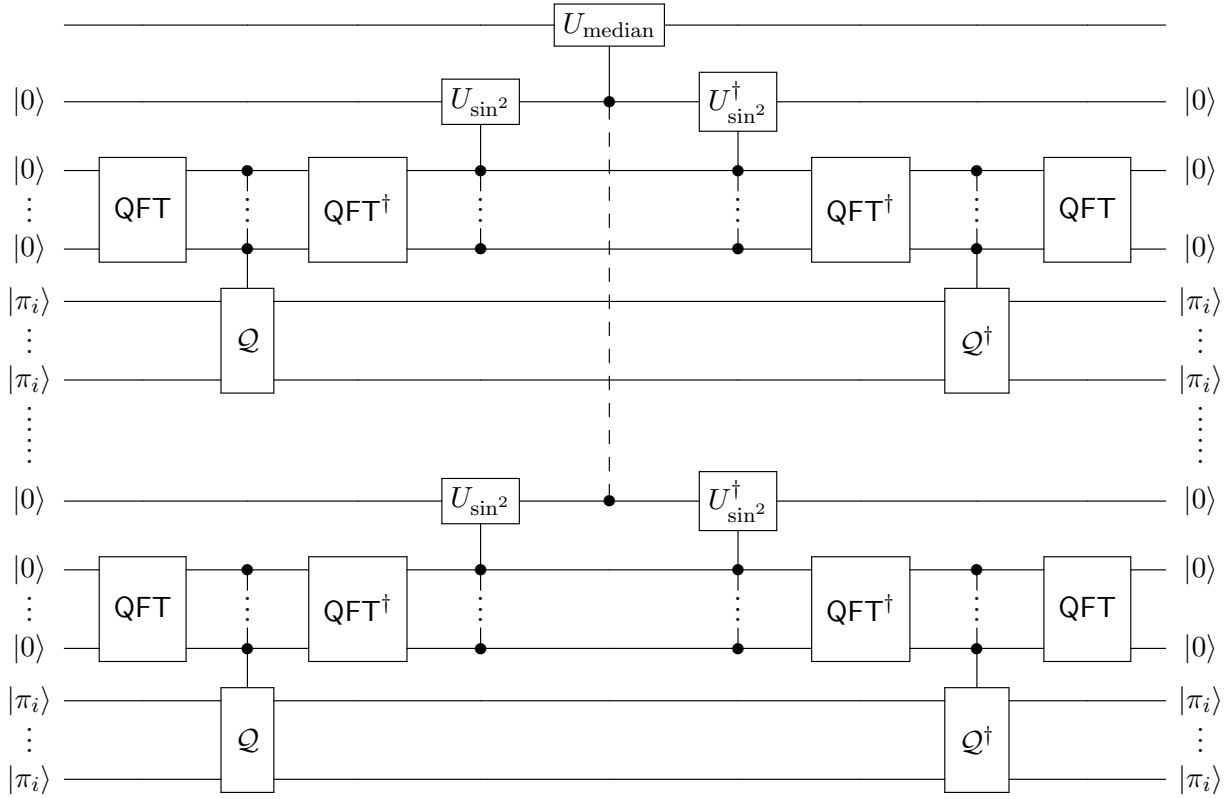 U_median
|0⟩ U_sin² U†_sin² |0⟩
|0⟩ |0⟩
⋮ QFT ⋮ QFT† ⋮ ⋮ QFT† ⋮ QFT ⋮
|0⟩ |0⟩
|π_i⟩ |π_i⟩
⋮ 𝒬 𝒬† ⋮
|π_i⟩ |π_i⟩
⋮ ⋮
|0⟩ U_sin² U†_sin² |0⟩
|0⟩ |0⟩
⋮ QFT ⋮ QFT† ⋮ ⋮ QFT† ⋮ QFT ⋮
|0⟩ |0⟩
|π_i⟩ |π_i⟩
⋮ 𝒬 𝒬† ⋮
|π_i⟩ |π_i⟩